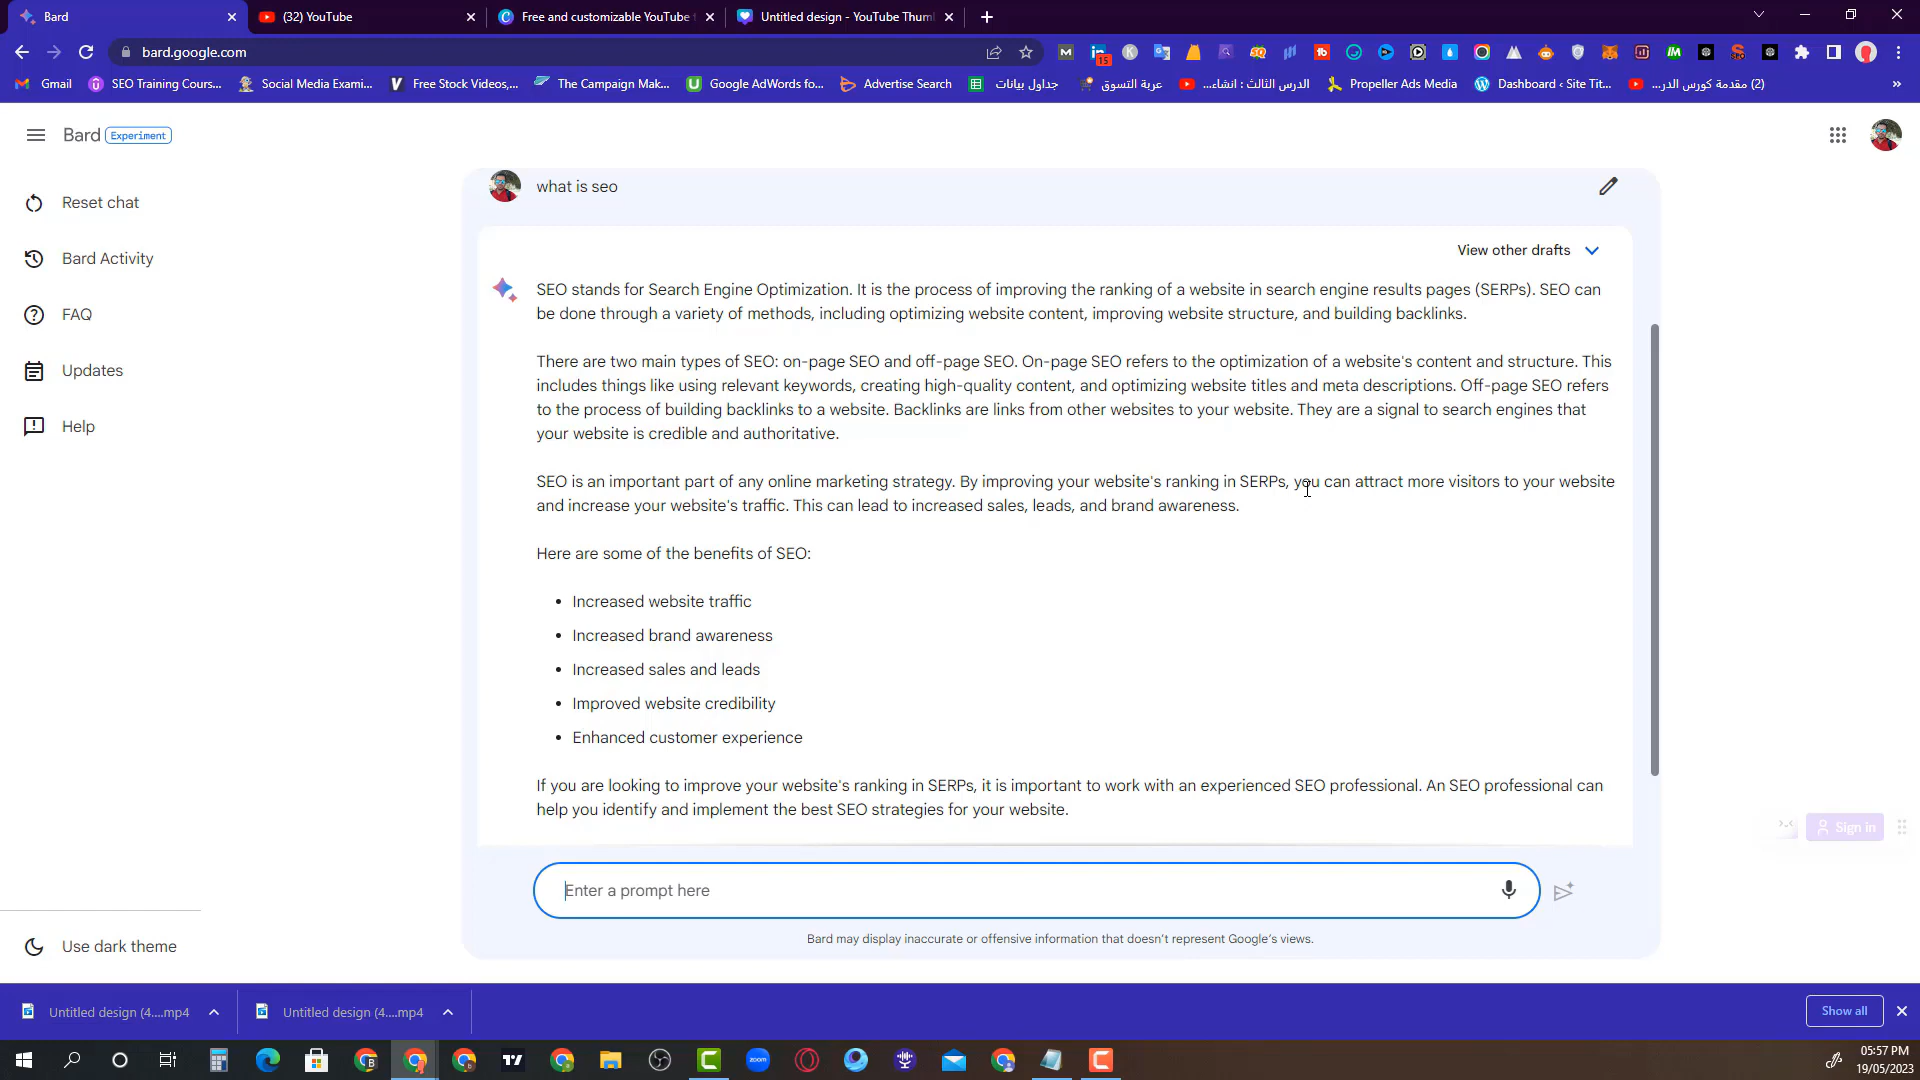 Bard
(32) YouTube
Free and customizable YouTube t
Untitled design - YouTube Thum
bard.google.com
15
Gmail
SEO Training Cours...
Social Media Exami...
Free Stock Videos,...
The Campaign Mak...
Google AdWords fo...
Advertise Search
جداول بيانات
عربة التسوق
الدرس الثالث : انشاء...
Propeller Ads Media
Dashboard ‹ Site Tit...
(2) مقدمة كورس الدر...
»
Bard
Experiment
Reset chat
Bard Activity
FAQ
Updates
Help
what is seo
View other drafts
SEO stands for Search Engine Optimization. It is the process of improving the ranking of a website in search engine results pages (SERPs). SEO can
be done through a variety of methods, including optimizing website content, improving website structure, and building backlinks.
There are two main types of SEO: on-page SEO and off-page SEO. On-page SEO refers to the optimization of a website's content and structure. This
includes things like using relevant keywords, creating high-quality content, and optimizing website titles and meta descriptions. Off-page SEO refers
to the process of building backlinks to a website. Backlinks are links from other websites to your website. They are a signal to search engines that
your website is credible and authoritative.
SEO is an important part of any online marketing strategy. By improving your website's ranking in SERPs, you can attract more visitors to your website
and increase your website's traffic. This can lead to increased sales, leads, and brand awareness.
Here are some of the benefits of SEO:
• Increased website traffic
• Increased brand awareness
• Increased sales and leads
• Improved website credibility
• Enhanced customer experience
If you are looking to improve your website's ranking in SERPs, it is important to work with an experienced SEO professional. An SEO professional can
help you identify and implement the best SEO strategies for your website.
Sign in
Enter a prompt here
Bard may display inaccurate or offensive information that doesn't represent Google's views.
Use dark theme
Untitled design (4....mp4
Untitled design (4....mp4
Show all
zoom
05:57 PM
19/05/2023